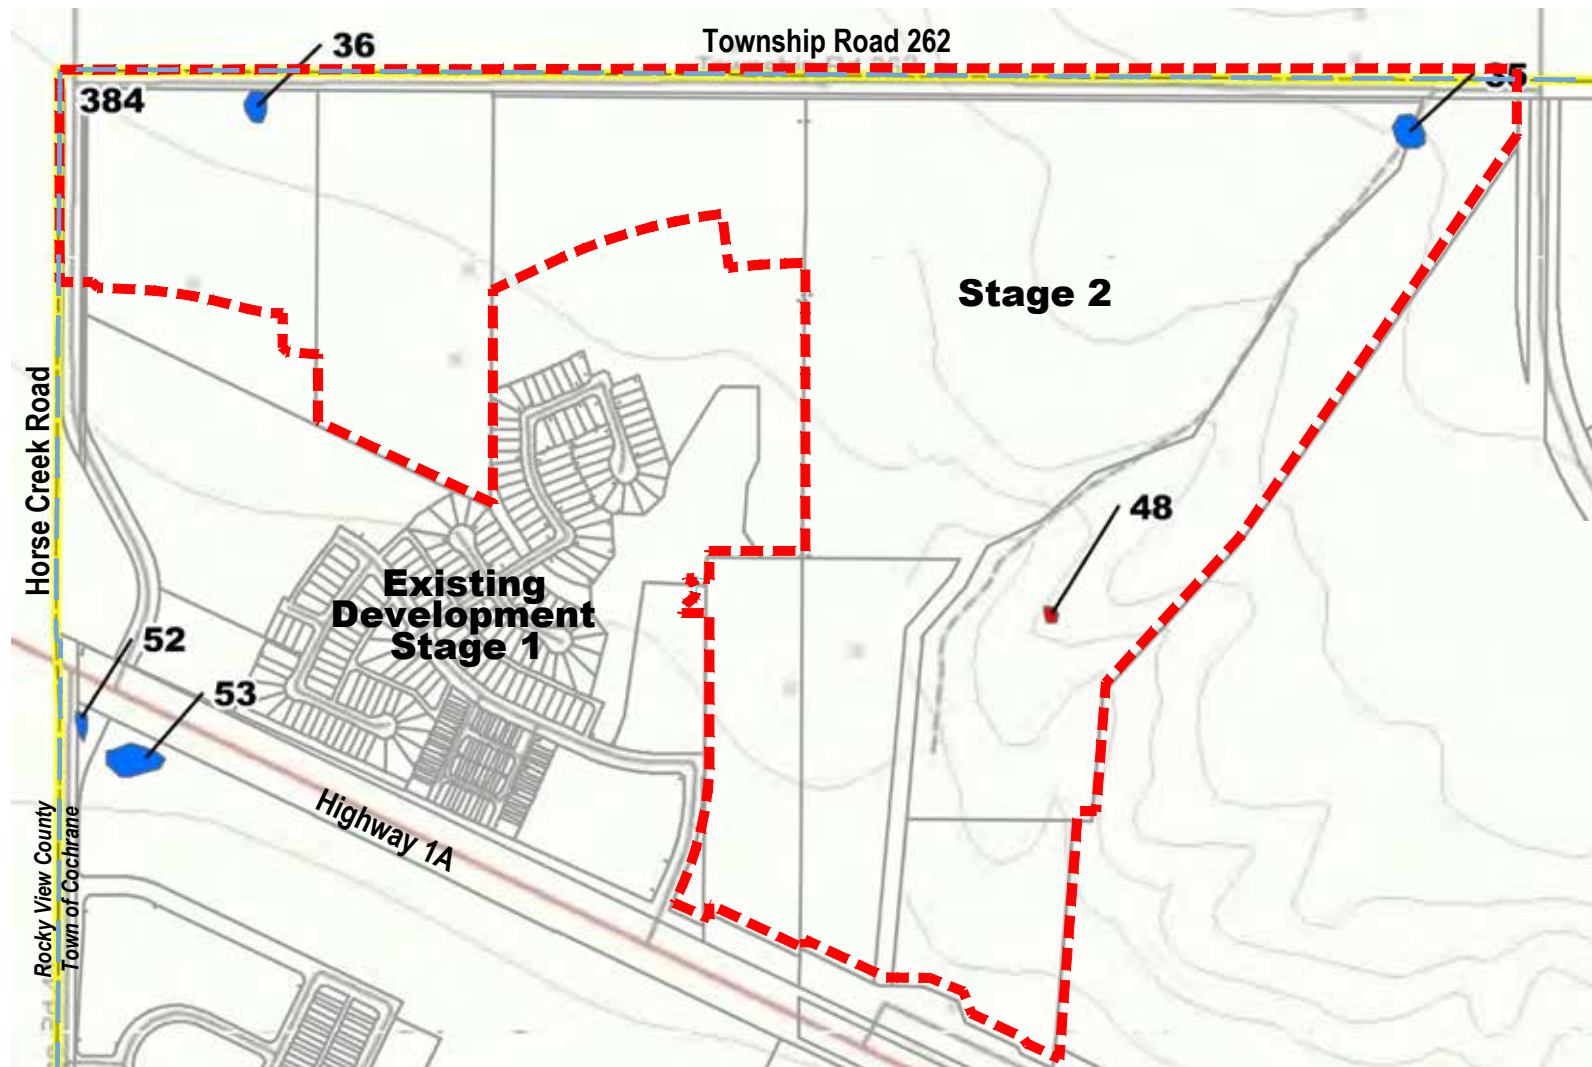 Township Road 262
36
35
384
Stage 2
Horse Creek Road
48
Existing
Development
Stage 1
52
53
Highway 1A
Rocky View County
Town of Cochrane